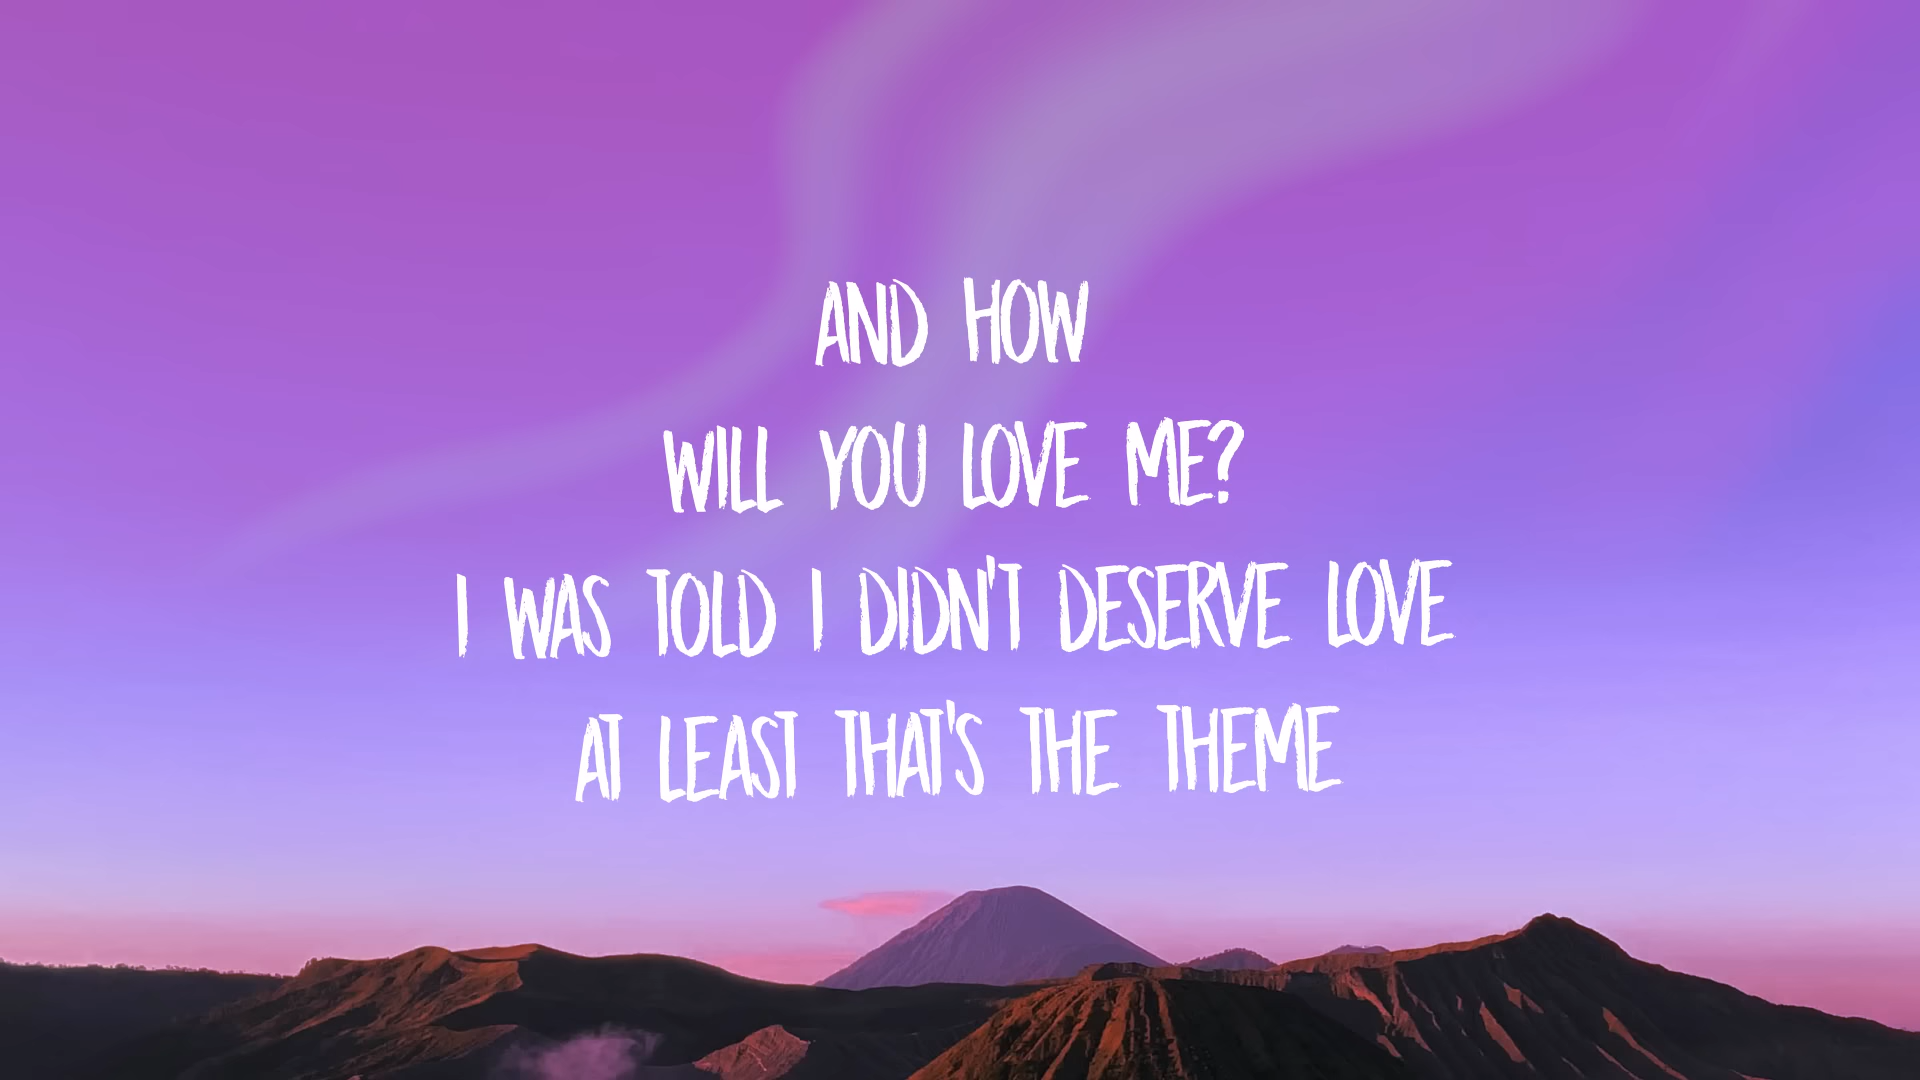 AND HOW
WILL YOU LOVE ME?
I WAS TOLD I DIDN'T DESERVE LOVE
AT LEAST THAT'S THE THEME